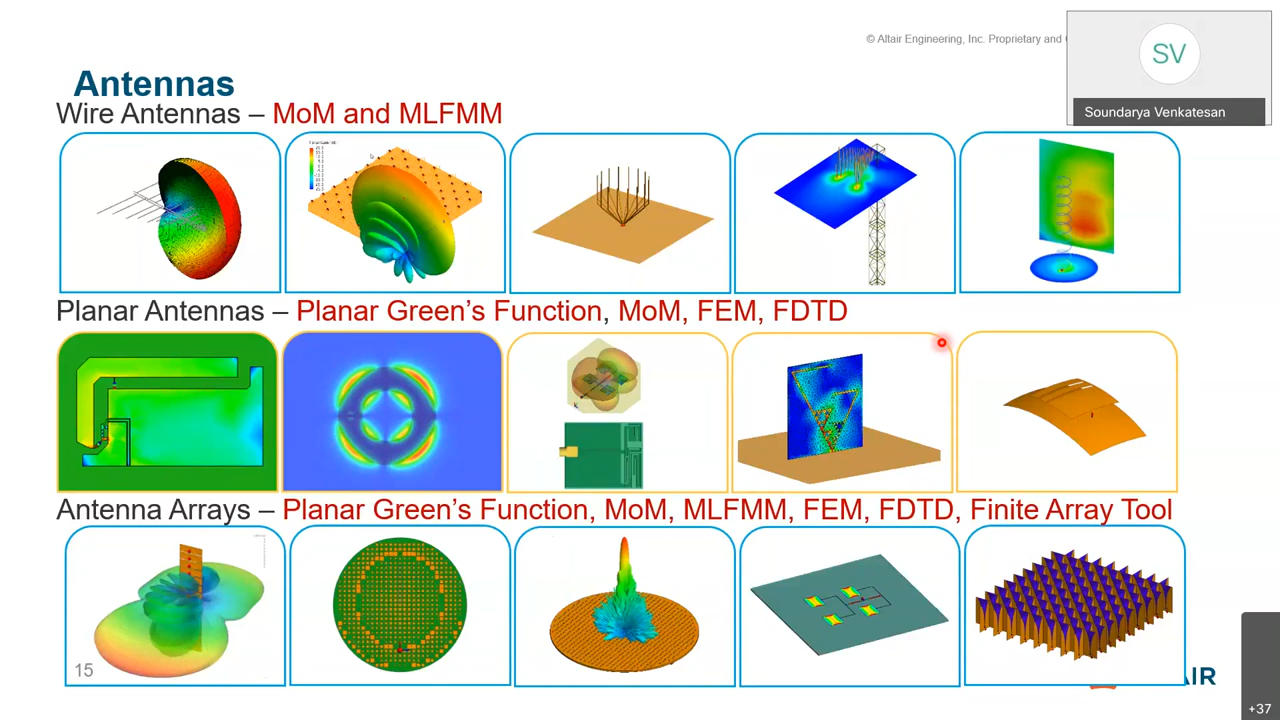 © Altair Engineering, Inc. Proprietary and
SV
Soundarya Venkatesan
Antennas
Wire Antennas – MoM and MLFMM
Planar Antennas – Planar Green's Function, MoM, FEM, FDTD
Antenna Arrays – Planar Green's Function, MoM, MLFMM, FEM, FDTD, Finite Array Tool
15
AIR
+37